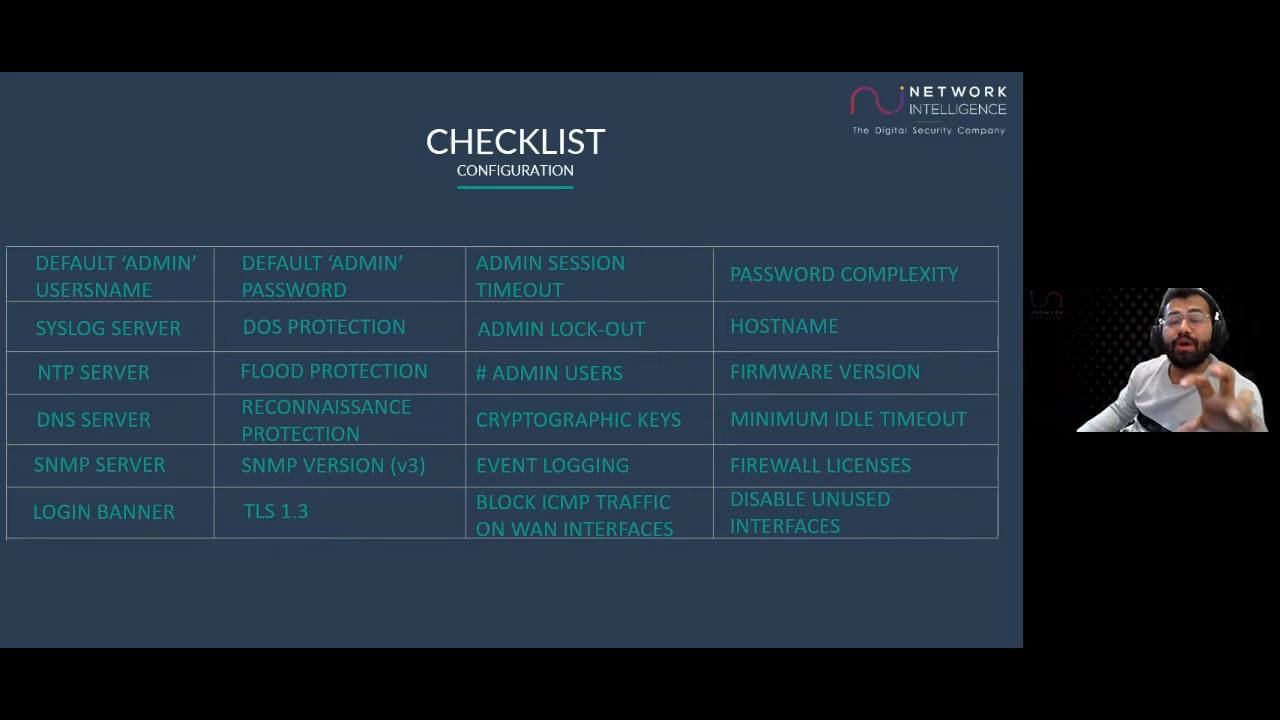 NETWORK
INTELLIGENCE
The Digital Security Company
CHECKLIST
CONFIGURATION
DEFAULT ‘ADMIN’
USERSNAME
DEFAULT ‘ADMIN’
PASSWORD
ADMIN SESSION
TIMEOUT
PASSWORD COMPLEXITY
SYSLOG SERVER
DOS PROTECTION
ADMIN LOCK-OUT
HOSTNAME
NTP SERVER
FLOOD PROTECTION
# ADMIN USERS
FIRMWARE VERSION
DNS SERVER
RECONNAISSANCE
PROTECTION
CRYPTOGRAPHIC KEYS
MINIMUM IDLE TIMEOUT
SNMP SERVER
SNMP VERSION (v3)
EVENT LOGGING
FIREWALL LICENSES
LOGIN BANNER
TLS 1.3
BLOCK ICMP TRAFFIC
ON WAN INTERFACES
DISABLE UNUSED
INTERFACES